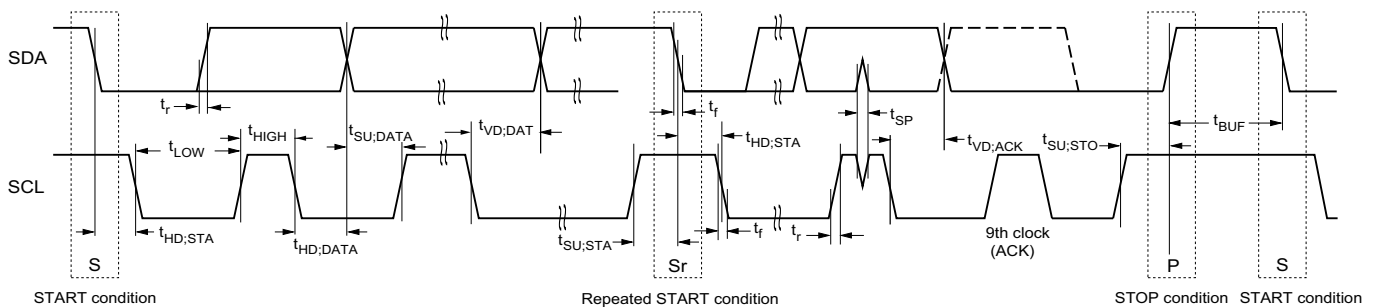 SDA
t_r
t_HIGH
t_LOW
t_SU;DATA
t_VD;DAT
t_f
t_HD;STA
t_SP
t_VD;ACK
t_SU;STO
t_BUF
SCL
t_HD;STA
t_HD;DATA
t_SU;STA
t_f
t_r
9th clock
(ACK)
S
Sr
P
S
START condition
Repeated START condition
STOP condition
START condition